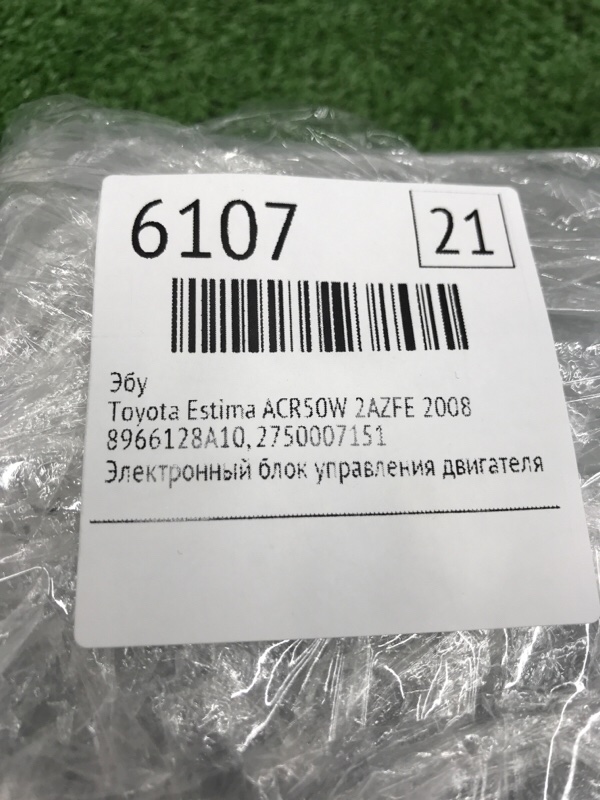 6107
21
Эбу
Toyota Estima ACR50W 2AZFE 2008
8966128A10, 2750007151
Электронный блок управления двигателя